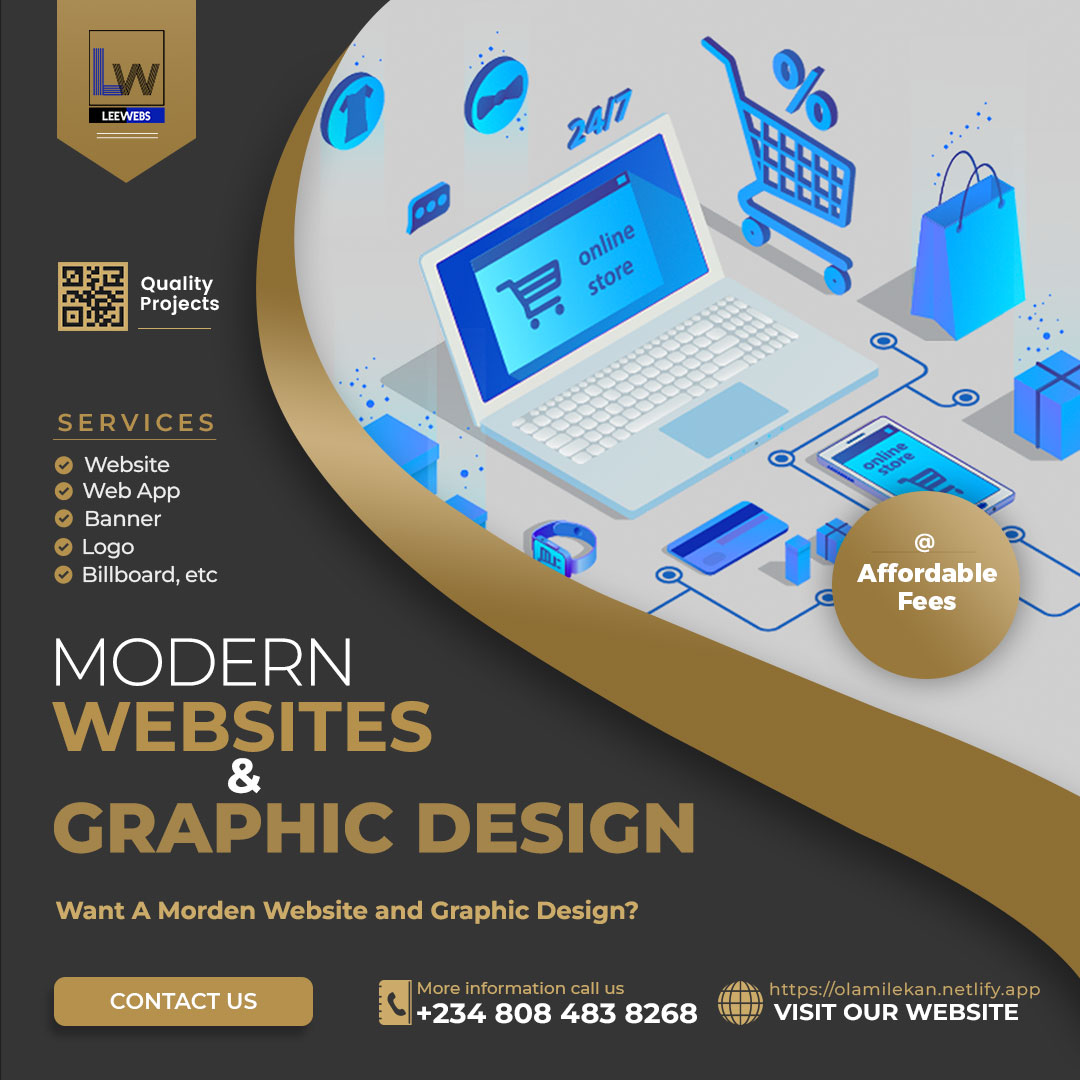 LW
LEEWEBS
Quality
Projects
SERVICES
Website
Web App
Banner
Logo
Billboard, etc
24/7
%
online
store
online
store
@
Affordable
Fees
MODERN
WEBSITES
&
GRAPHIC DESIGN
Want A Morden Website and Graphic Design?
CONTACT US
More information call us
+234 808 483 8268
https://olamilekan.netlify.app
VISIT OUR WEBSITE